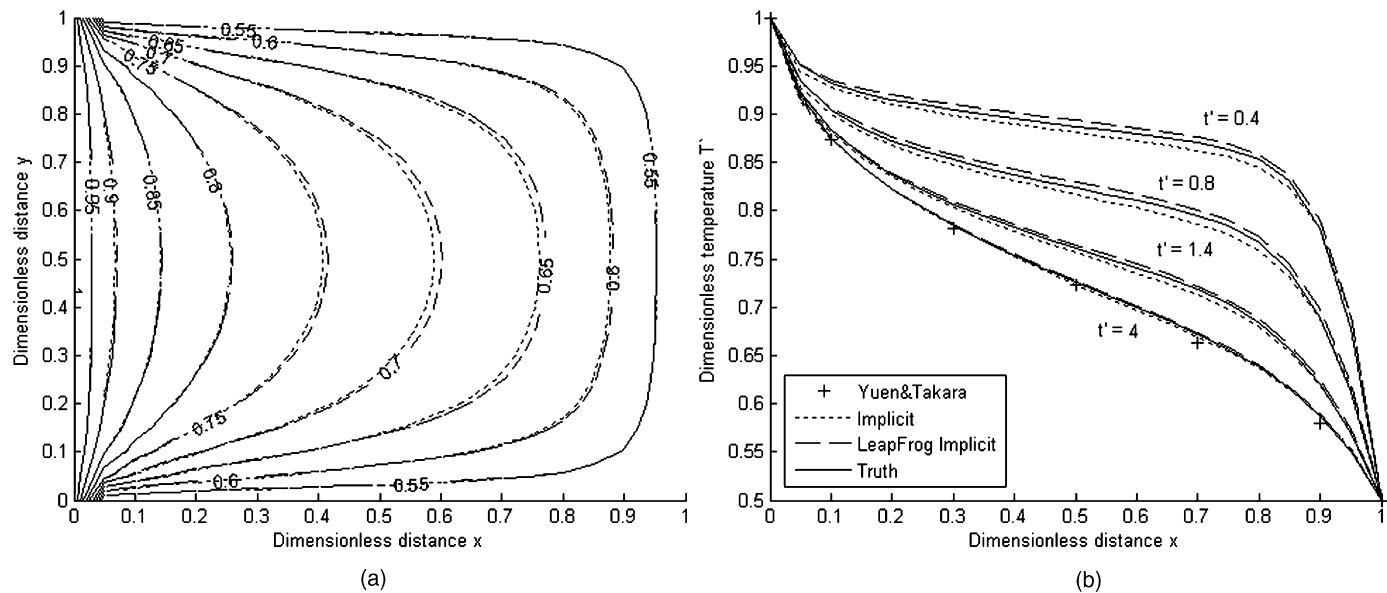 1
0.9
0.8
0.7
0.6
0.5
0.4
0.3
0.2
0.1
0
Dimensionless distance y
0.55
0.6
0.65
0.7
0.75
0.95
0.9
0.85
0.8
0.65
0.6
0.55
0.7
0.75
0.6
0.55
0 0.1 0.2 0.3 0.4 0.5 0.6 0.7 0.8 0.9 1
Dimensionless distance x
(a)
1
0.95
0.9
0.85
0.8
0.75
0.7
0.65
0.6
0.55
0.5
Dimensionless temperature T`
t' = 0.4
t' = 0.8
t' = 1.4
t' = 4
Yuen&Takara
Implicit
LeapFrog Implicit
Truth
0 0.1 0.2 0.3 0.4 0.5 0.6 0.7 0.8 0.9 1
Dimensionless distance x
(b)